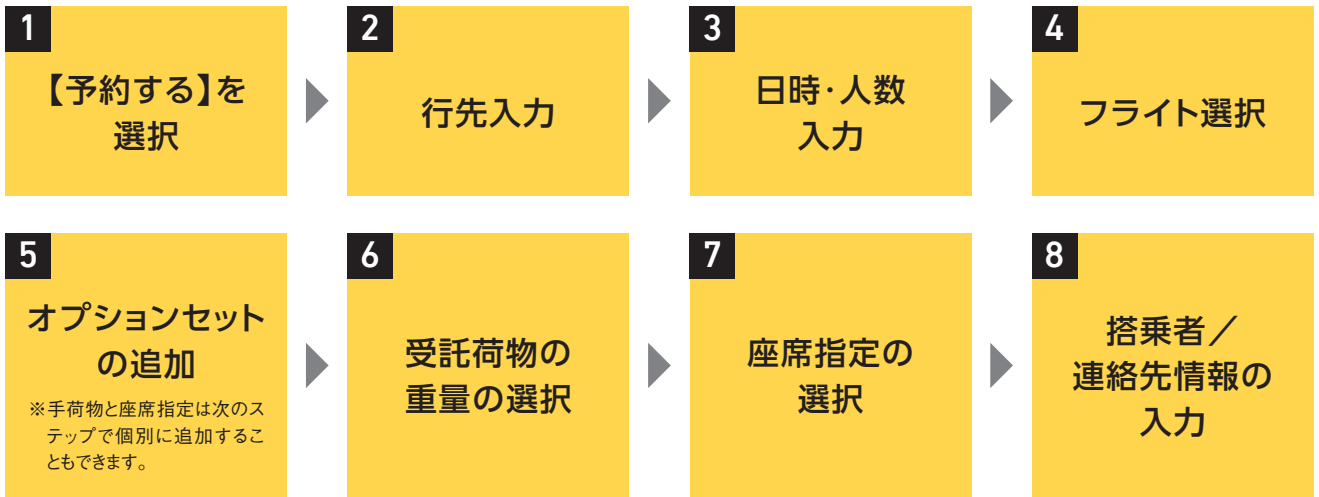 1
【予約する】を
選択
2
行先入力
3
日時・人数
入力
4
フライト選択
5
オプションセット
の追加
※手荷物と座席指定は次のス
テップで個別に追加するこ
ともできます。
6
受託荷物の
重量の選択
7
座席指定の
選択
8
搭乗者／
連絡先情報の
入力